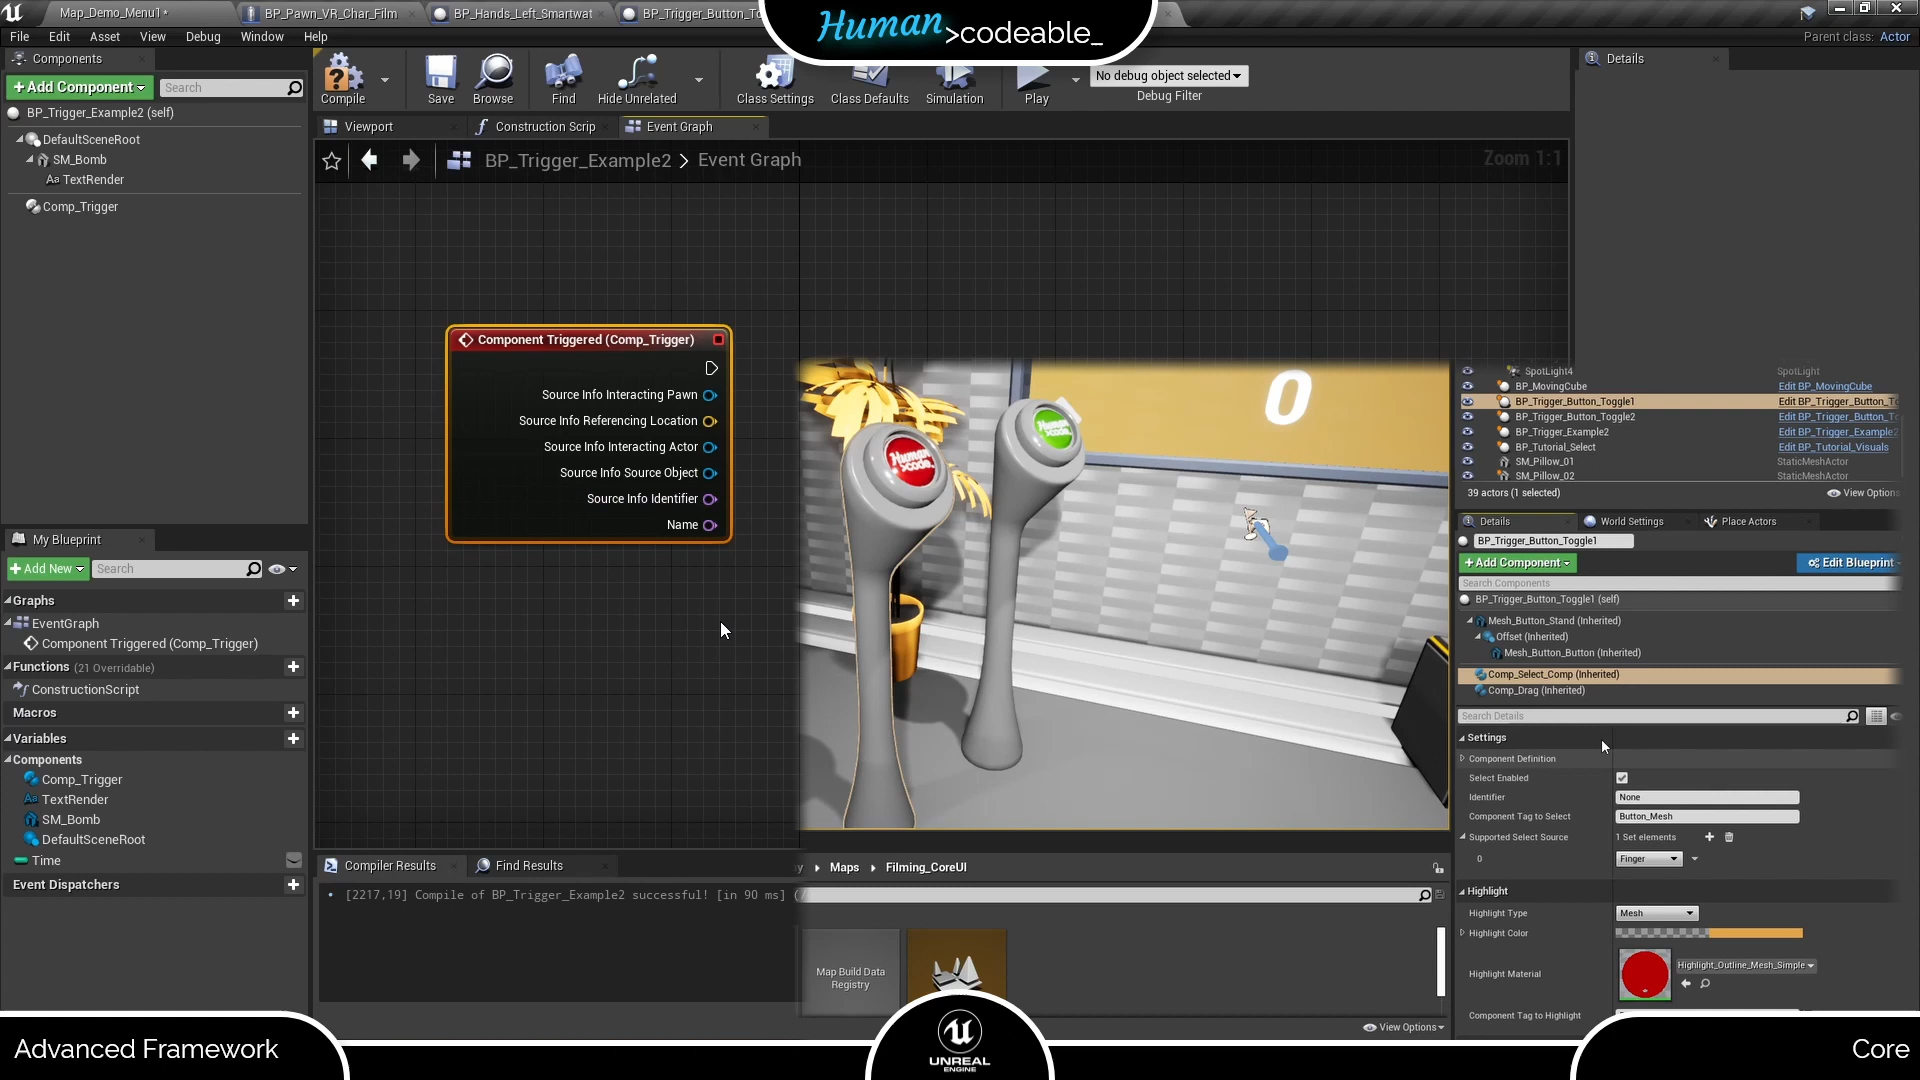 Map_Demo_Menu1*
BP_Pawn_VR_Char_Film
BP_Hands_Left_Smartwat
BP_Trigger_Button_To
Human >codeable_
File Edit Asset View Debug Window Help
Parent class: Actor
Components
+ Add Component
Search
BP_Trigger_Example2 (self)
DefaultSceneRoot
SM_Bomb
TextRender
Comp_Trigger
Compile
Save
Browse
Find
Hide Unrelated
Class Settings
Class Defaults
Simulation
Play
No debug object selected
Debug Filter
Details
Viewport
Construction Scrip
Event Graph
BP_Trigger_Example2 > Event Graph
Zoom 1:1
Component Triggered (Comp_Trigger)
Source Info Interacting Pawn
Source Info Referencing Location
Source Info Interacting Actor
Source Info Source Object
Source Info Identifier
Name
0
Human
>code
Human
code
My Blueprint
+ Add New
Search
Graphs
EventGraph
Component Triggered (Comp_Trigger)
Functions (21 Overridable)
ConstructionScript
Macros
Variables
Components
Comp_Trigger
TextRender
SM_Bomb
DefaultSceneRoot
Time
Event Dispatchers
Compiler Results
Find Results
[2217,19] Compile of BP_Trigger_Example2 successful! [in 90 ms] (
Maps
Filming_CoreUI
Map Build Data
Registry
View Options
SpotLight4 SpotLight
BP_MovingCube Edit BP_MovingCube
BP_Trigger_Button_Toggle1 Edit BP_Trigger_Button_T
BP_Trigger_Button_Toggle2 Edit BP_Trigger_Button_T
BP_Trigger_Example2 Edit BP_Trigger_Example2
BP_Tutorial_Select Edit BP_Tutorial_Visuals
SM_Pillow_01 StaticMeshActor
SM_Pillow_02 StaticMeshActor
39 actors (1 selected)
View Options
Details
World Settings
Place Actors
BP_Trigger_Button_Toggle1
+ Add Component
Edit Blueprint
Search Components
BP_Trigger_Button_Toggle1 (self)
Mesh_Button_Stand (Inherited)
Offset (Inherited)
Mesh_Button_Button (Inherited)
Comp_Select_Comp (Inherited)
Comp_Drag (Inherited)
Search Details
Settings
Component Definition
Select Enabled
Identifier None
Component Tag to Select Button_Mesh
Supported Select Source 1 Set elements
0 Finger
Highlight
Highlight Type Mesh
Highlight Color
Highlight Material Highlight_Outline_Mesh_Simple
Component Tag to Highlight
Advanced Framework
UNREAL
ENGINE
Core